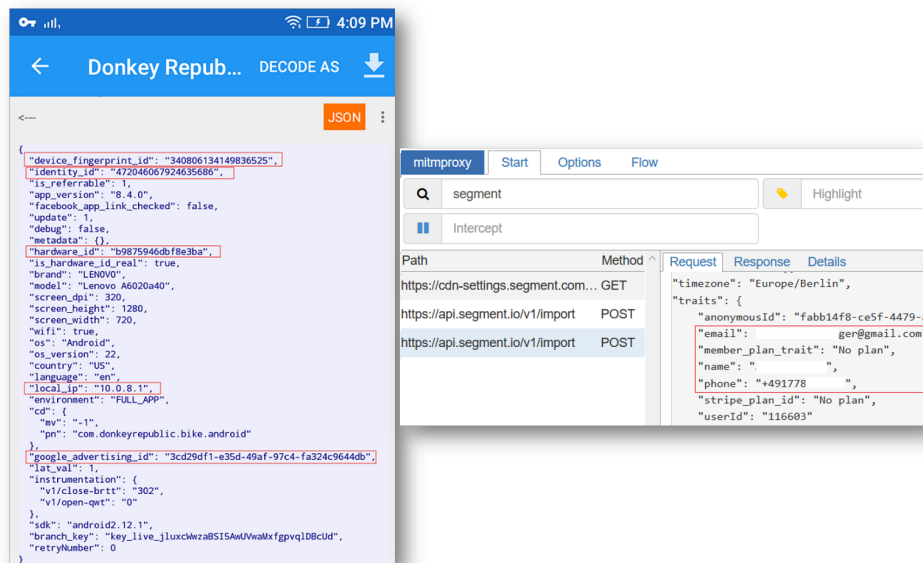 4:09 PM
Donkey Repub... DECODE AS
<---
JSON
{
"device_fingerprint_id": "340806134149836525",
"identity_id": "472046067924635686",
"is_referrable": 1,
"app_version": "8.4.0",
"facebook_app_link_checked": false,
"update": 1,
"debug": false,
"metadata": {},
"hardware_id": "b9875946dbf8e3ba",
"is_hardware_id_real": true,
"brand": "LENOVO",
"model": "Lenovo A6020a40",
"screen_dpi": 320,
"screen_height": 1280,
"screen_width": 720,
"wifi": true,
"os": "Android",
"os_version": 22,
"country": "US",
"language": "en",
"local_ip": "10.0.8.1",
"environment": "FULL_APP",
"cd": {
"mv": "-1",
"pn": "com.donkeyrepublic.bike.android"
},
"google_advertising_id": "3cd29df1-e35d-49af-97c4-fa324c9644db",
"lat_val": 1,
"instrumentation": {
"v1/close-brtt": "302",
"v1/open-qwt": "0"
},
"sdk": "android2.12.1",
"branch_key": "key_live_jluxcWwzaBSI5AwUVwaMxfgpvqlDBcUd",
"retryNumber": 0
}
mitmproxy Start Options Flow
segment
Highlight
Intercept
Path Method
https://cdn-settings.segment.com... GET
https://api.segment.io/v1/import POST
https://api.segment.io/v1/import POST
Request Response Details
"timezone": "Europe/Berlin",
"traits": {
"anonymousId": "fabb14f8-ce5f-4479-
"email": ger@gmail.com
"member_plan_trait": "No plan",
"name": " ",
"phone": "+491778 ",
"stripe_plan_id": "No plan",
"userId": "116603"